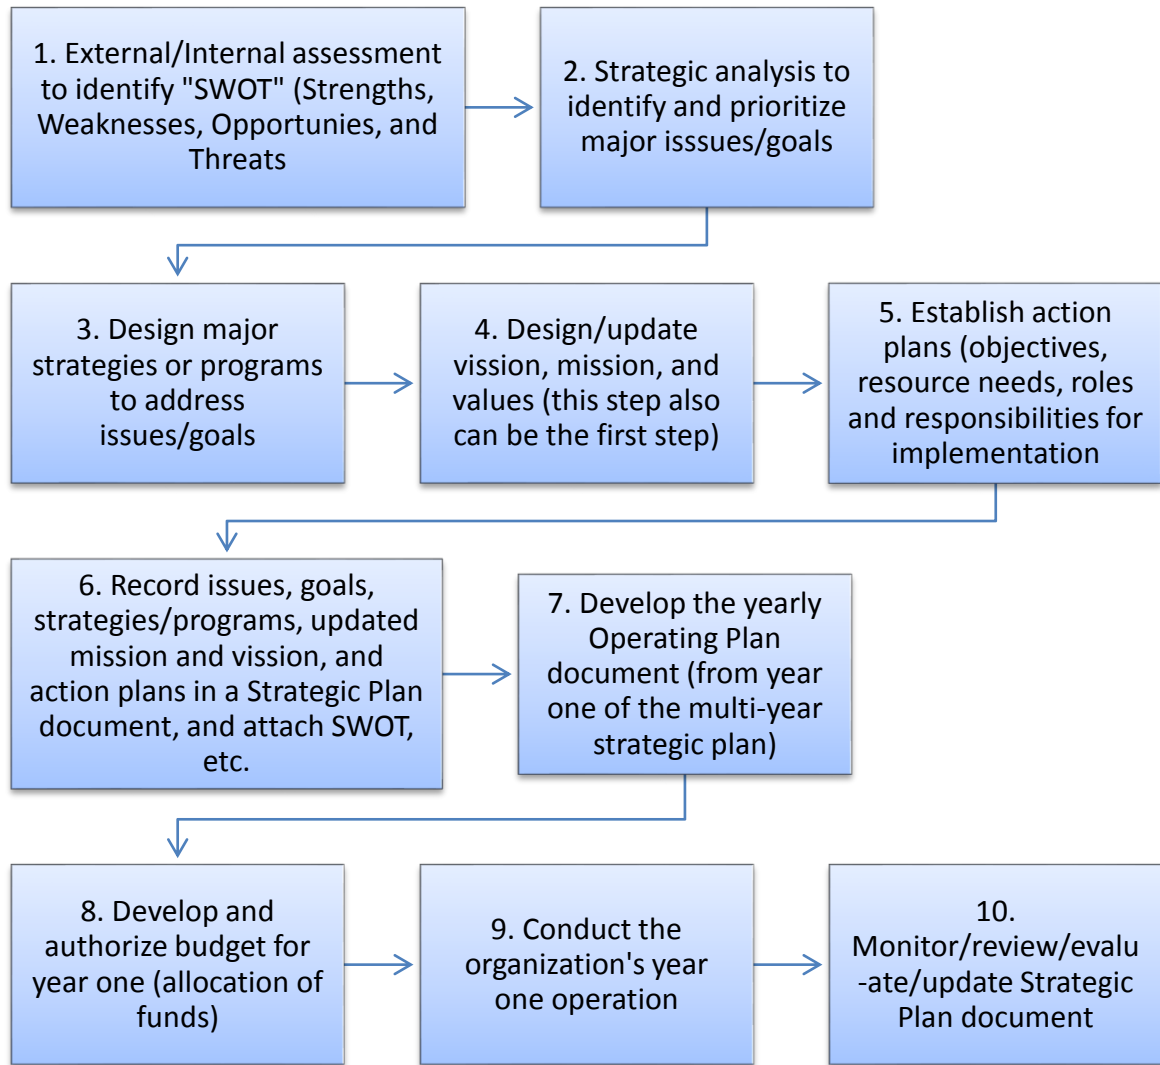 1. External/Internal assessment
to identify "SWOT" (Strengths,
Weaknesses, Opportunies, and
Threats
2. Strategic analysis to
identify and prioritize
major isssues/goals
3. Design major
strategies or programs
to address
issues/goals
4. Design/update
vission, mission, and
values (this step also
can be the first step)
5. Establish action
plans (objectives,
resource needs, roles
and responsibilities for
implementation
6. Record issues, goals,
strategies/programs, updated
mission and vission, and
action plans in a Strategic Plan
document, and attach SWOT,
etc.
7. Develop the yearly
Operating Plan
document (from year
one of the multi-year
strategic plan)
8. Develop and
authorize budget for
year one (allocation of
funds)
9. Conduct the
organization's year
one operation
10.
Monitor/review/evalu
-ate/update Strategic
Plan document